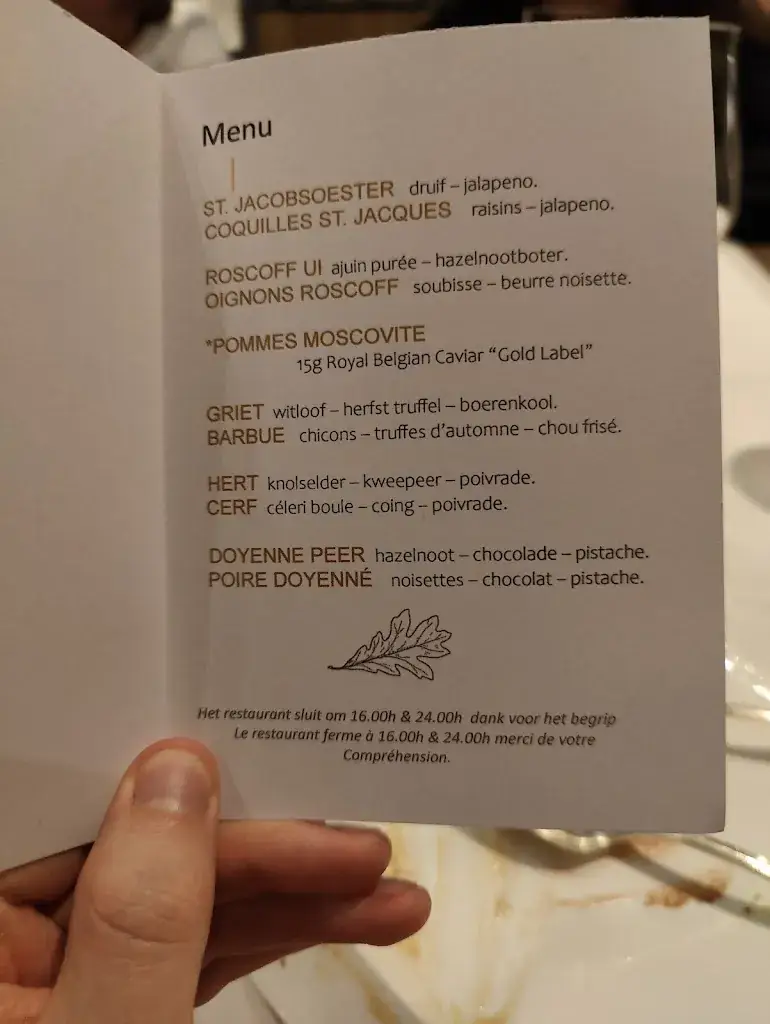 Menu
ST. JACOBSOESTER druif – jalapeno.
COQUILLES ST. JACQUES raisins – jalapeno.
ROSCOFF UI ajuin purée – hazelnootboter.
OIGNONS ROSCOFF soubisse – beurre noisette.
*POMMES MOSCOVITE
15g Royal Belgian Caviar “Gold Label”
GRIET witloof – herfst truffel – boerenkool.
BARBUE chicons – truffes d’automne – chou frisé.
HERT knolselder – kweepeer – poivrade.
CERF céleri boule – coing – poivrade.
DOYENNE PEER hazelnoot – chocolade – pistache.
POIRE DOYENNÉ noisettes – chocolat – pistache.
Het restaurant sluit om 16.00h & 24.00h dank voor het begrip
Le restaurant ferme à 16.00h & 24.00h merci de votre
Compréhension.